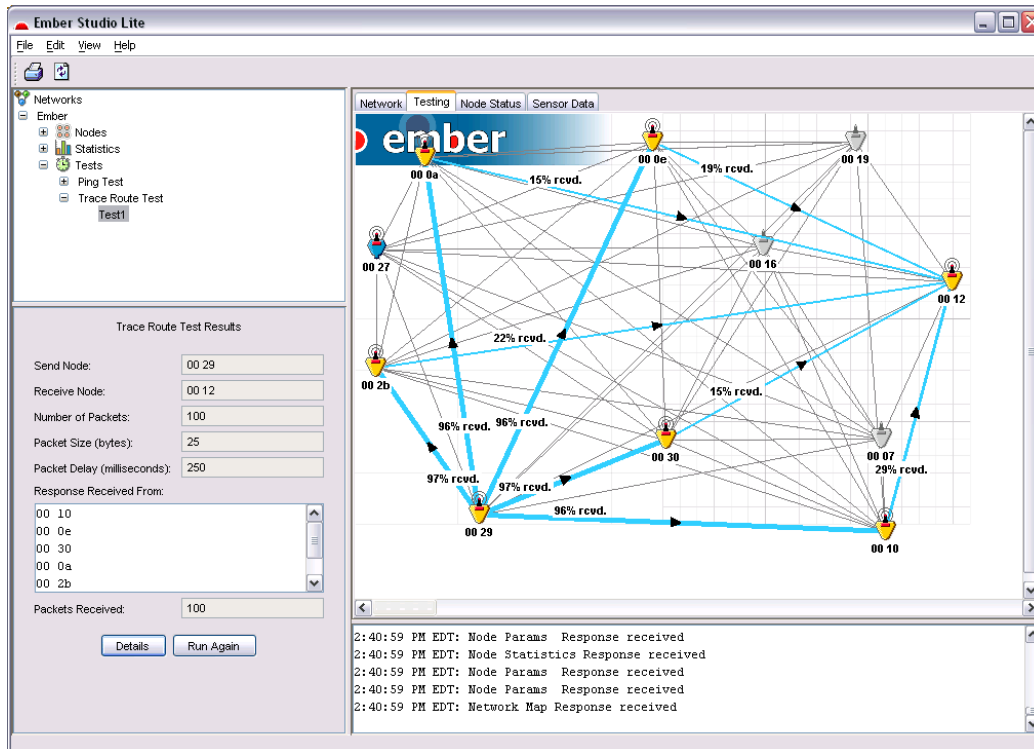 Ember Studio Lite
File Edit View Help
Networks
Ember
Nodes
Statistics
Tests
Ping Test
Trace Route Test
Test1
Trace Route Test Results
Send Node: 00 29
Receive Node: 00 12
Number of Packets: 100
Packet Size (bytes): 25
Packet Delay (milliseconds): 250
Response Received From:
00 10
00 0e
00 30
00 0a
00 2b
Packets Received: 100
Details Run Again
Network Testing Node Status Sensor Data
ember
00 0a
00 0e
00 19
15% rcvd.
19% rcvd.
00 27
00 16
00 12
22% rcvd.
00 2b
15% rcvd.
96% rcvd.
96% rcvd.
00 30
00 07
97% rcvd.
97% rcvd.
29% rcvd.
96% rcvd.
00 29
00 10
2:40:59 PM EDT: Node Params Response received
2:40:59 PM EDT: Node Statistics Response received
2:40:59 PM EDT: Node Params Response received
2:40:59 PM EDT: Node Params Response received
2:40:59 PM EDT: Network Map Response received